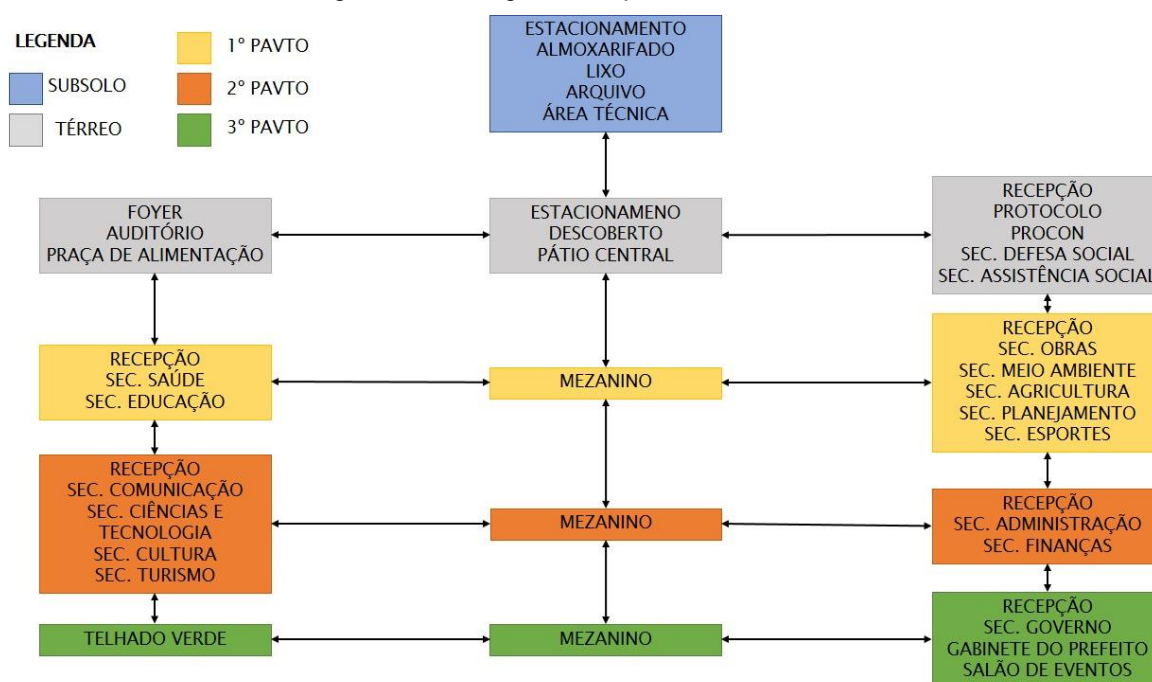 LEGENDA
SUBSOLO
TÉRREO
1º PAVTO
2º PAVTO
3º PAVTO
ESTACIONAMENTO
ALMOXARIFADO
LIXO
ARQUIVO
ÁREA TÉCNICA
FOYER
AUDITÓRIO
PRAÇA DE ALIMENTAÇÃO
ESTACIONAMENO
DESCOBERTO
PÁTIO CENTRAL
RECEPÇÃO
PROTOCOLO
PROCON
SEC. DEFESA SOCIAL
SEC. ASSISTÊNCIA SOCIAL
RECEPÇÃO
SEC. SAÚDE
SEC. EDUCAÇÃO
MEZANINO
RECEPÇÃO
SEC. OBRAS
SEC. MEIO AMBIENTE
SEC. AGRICULTURA
SEC. PLANEJAMENTO
SEC. ESPORTES
RECEPÇÃO
SEC. COMUNICAÇÃO
SEC. CIÊNCIAS E
TECNOLOGIA
SEC. CULTURA
SEC. TURISMO
MEZANINO
RECEPÇÃO
SEC. ADMINISTRAÇÃO
SEC. FINANÇAS
TELHADO VERDE
MEZANINO
RECEPÇÃO
SEC. GOVERNO
GABINETE DO PREFEITO
SALÃO DE EVENTOS